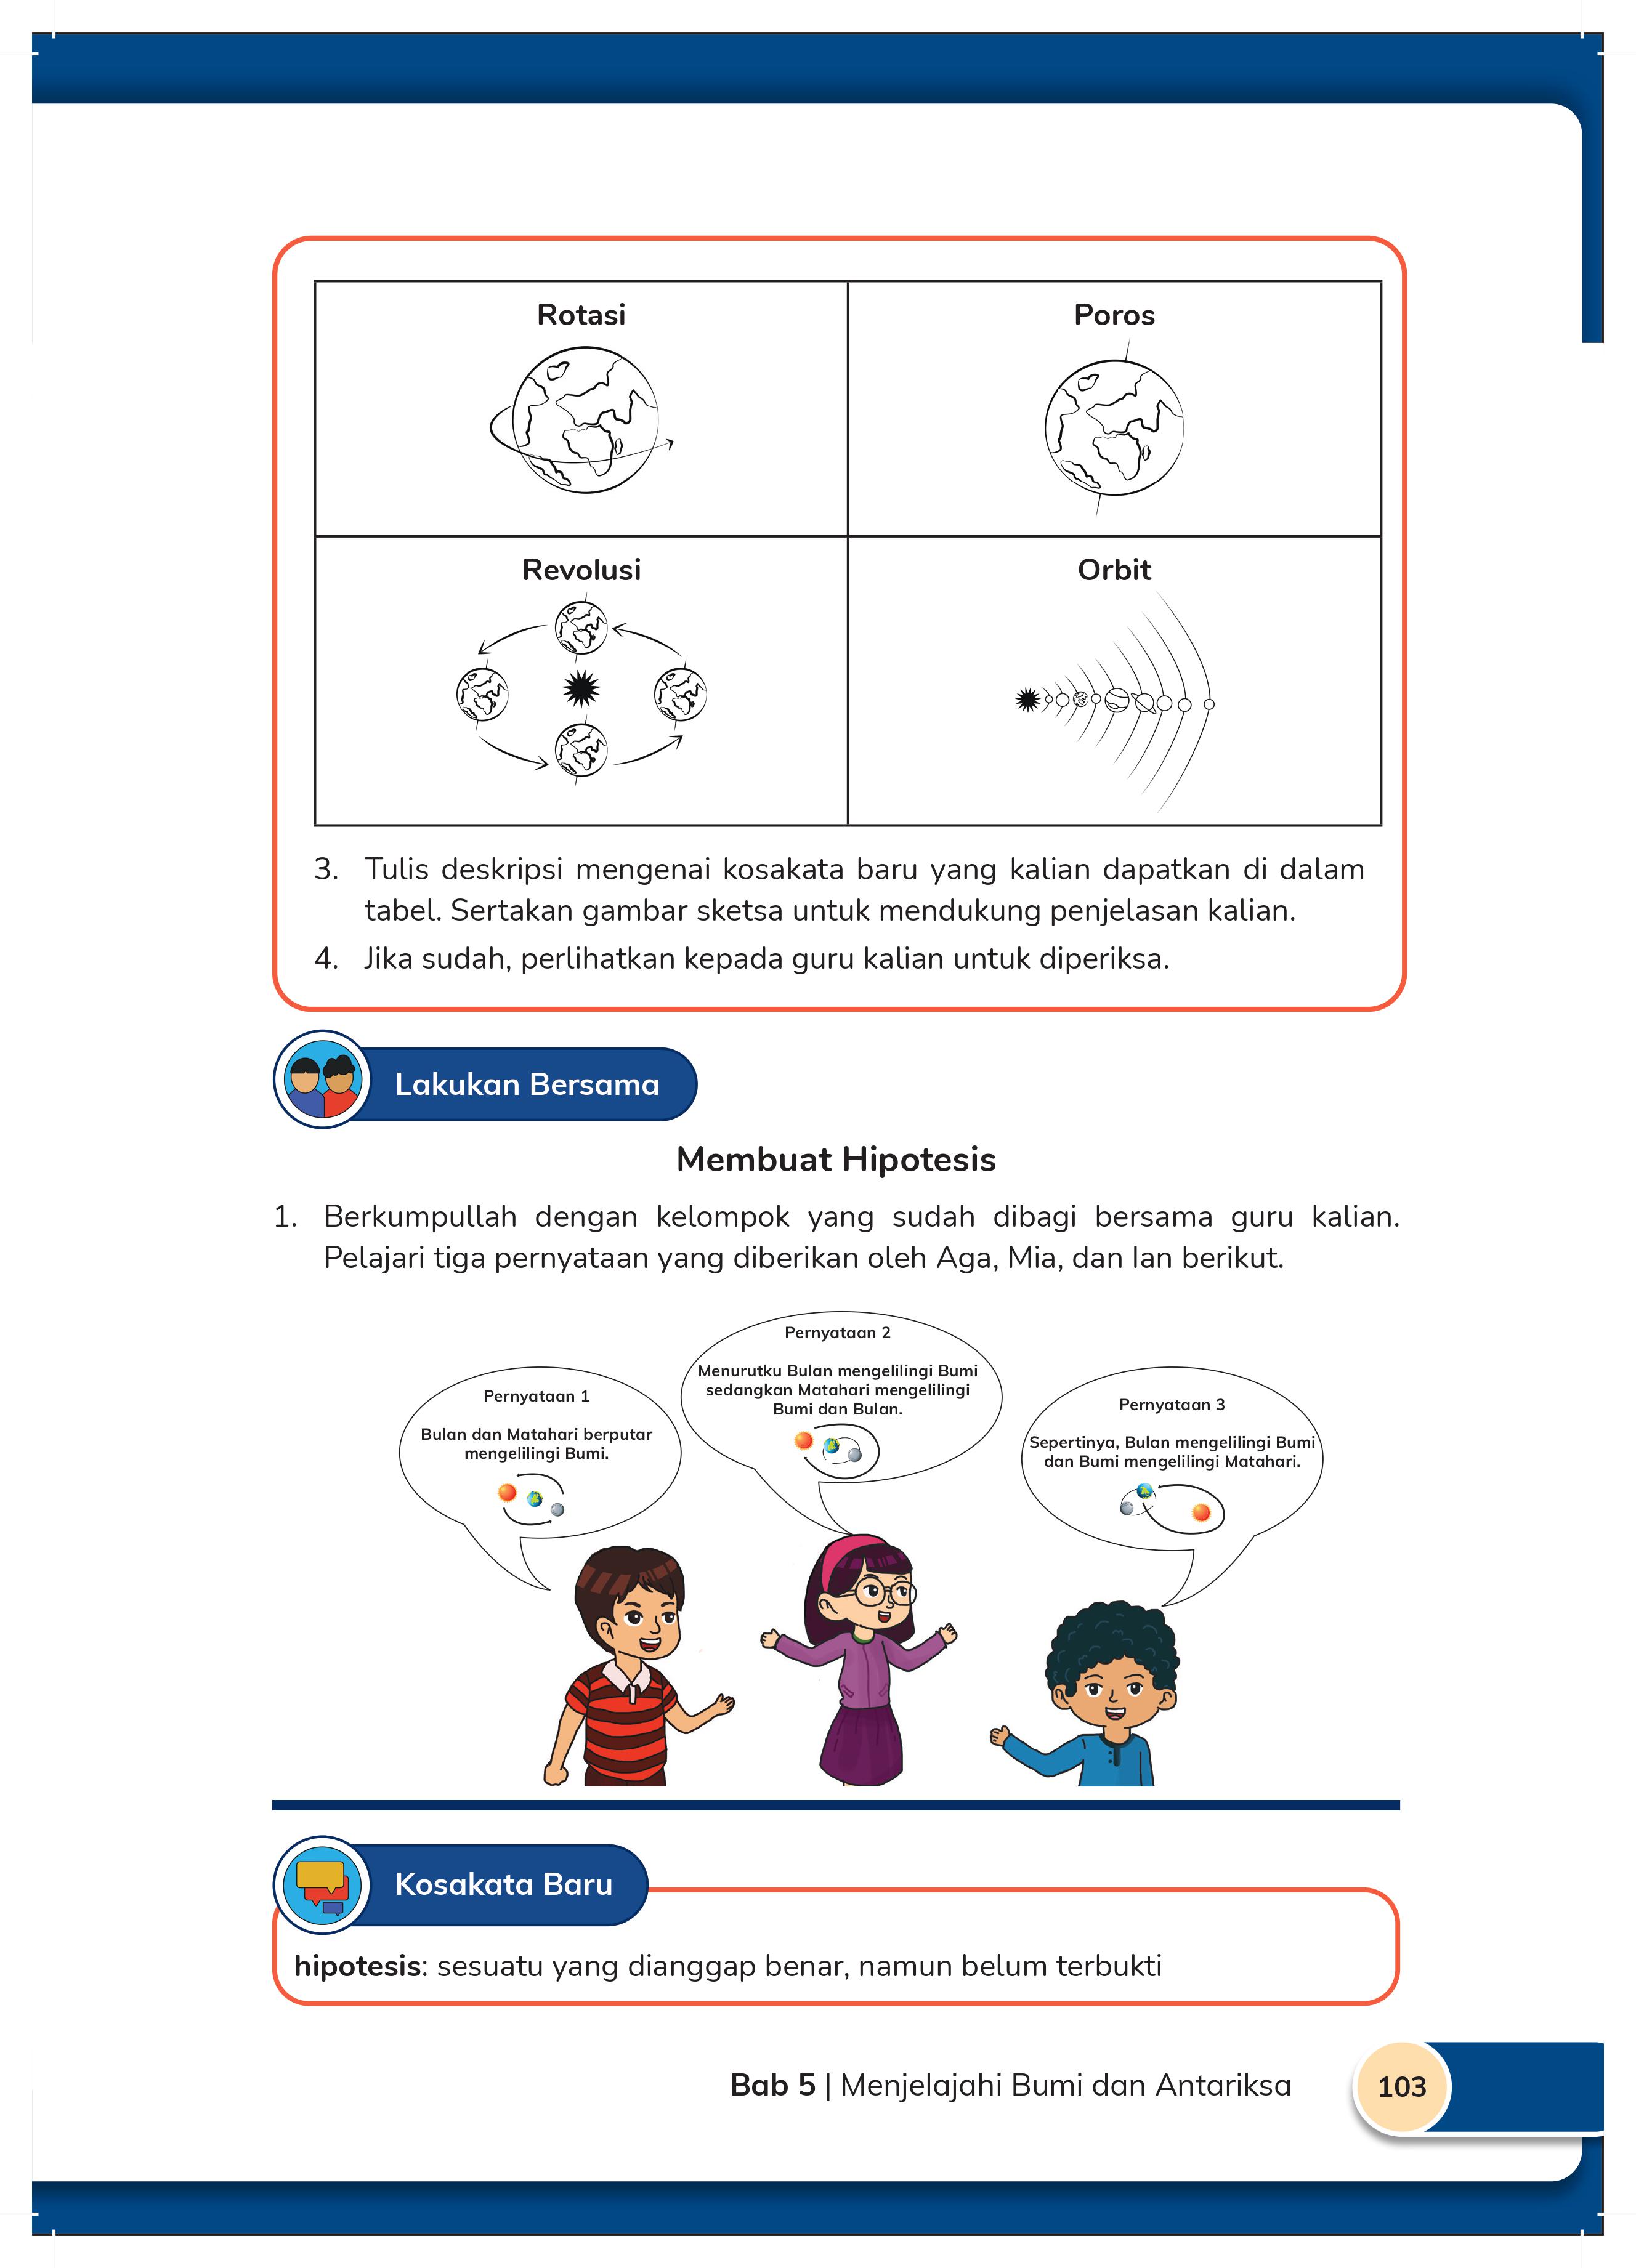 Rotasi
Poros
Revolusi
Orbit
3. Tulis deskripsi mengenai kosakata baru yang kalian dapatkan di dalam
tabel. Sertakan gambar sketsa untuk mendukung penjelasan kalian.
4. Jika sudah, perlihatkan kepada guru kalian untuk diperiksa.
Lakukan Bersama
Membuat Hipotesis
1. Berkumpullah dengan kelompok yang sudah dibagi bersama guru kalian.
Pelajari tiga pernyataan yang diberikan oleh Aga, Mia, dan Ian berikut.
Pernyataan 1
Bulan dan Matahari berputar
mengelilingi Bumi.
Pernyataan 2
Menurutku Bulan mengelilingi Bumi
sedangkan Matahari mengelilingi
Bumi dan Bulan.
Pernyataan 3
Sepertinya, Bulan mengelilingi Bumi
dan Bumi mengelilingi Matahari.
Kosakata Baru
hipotesis: sesuatu yang dianggap benar, namun belum terbukti
Bab 5 | Menjelajahi Bumi dan Antariksa
103